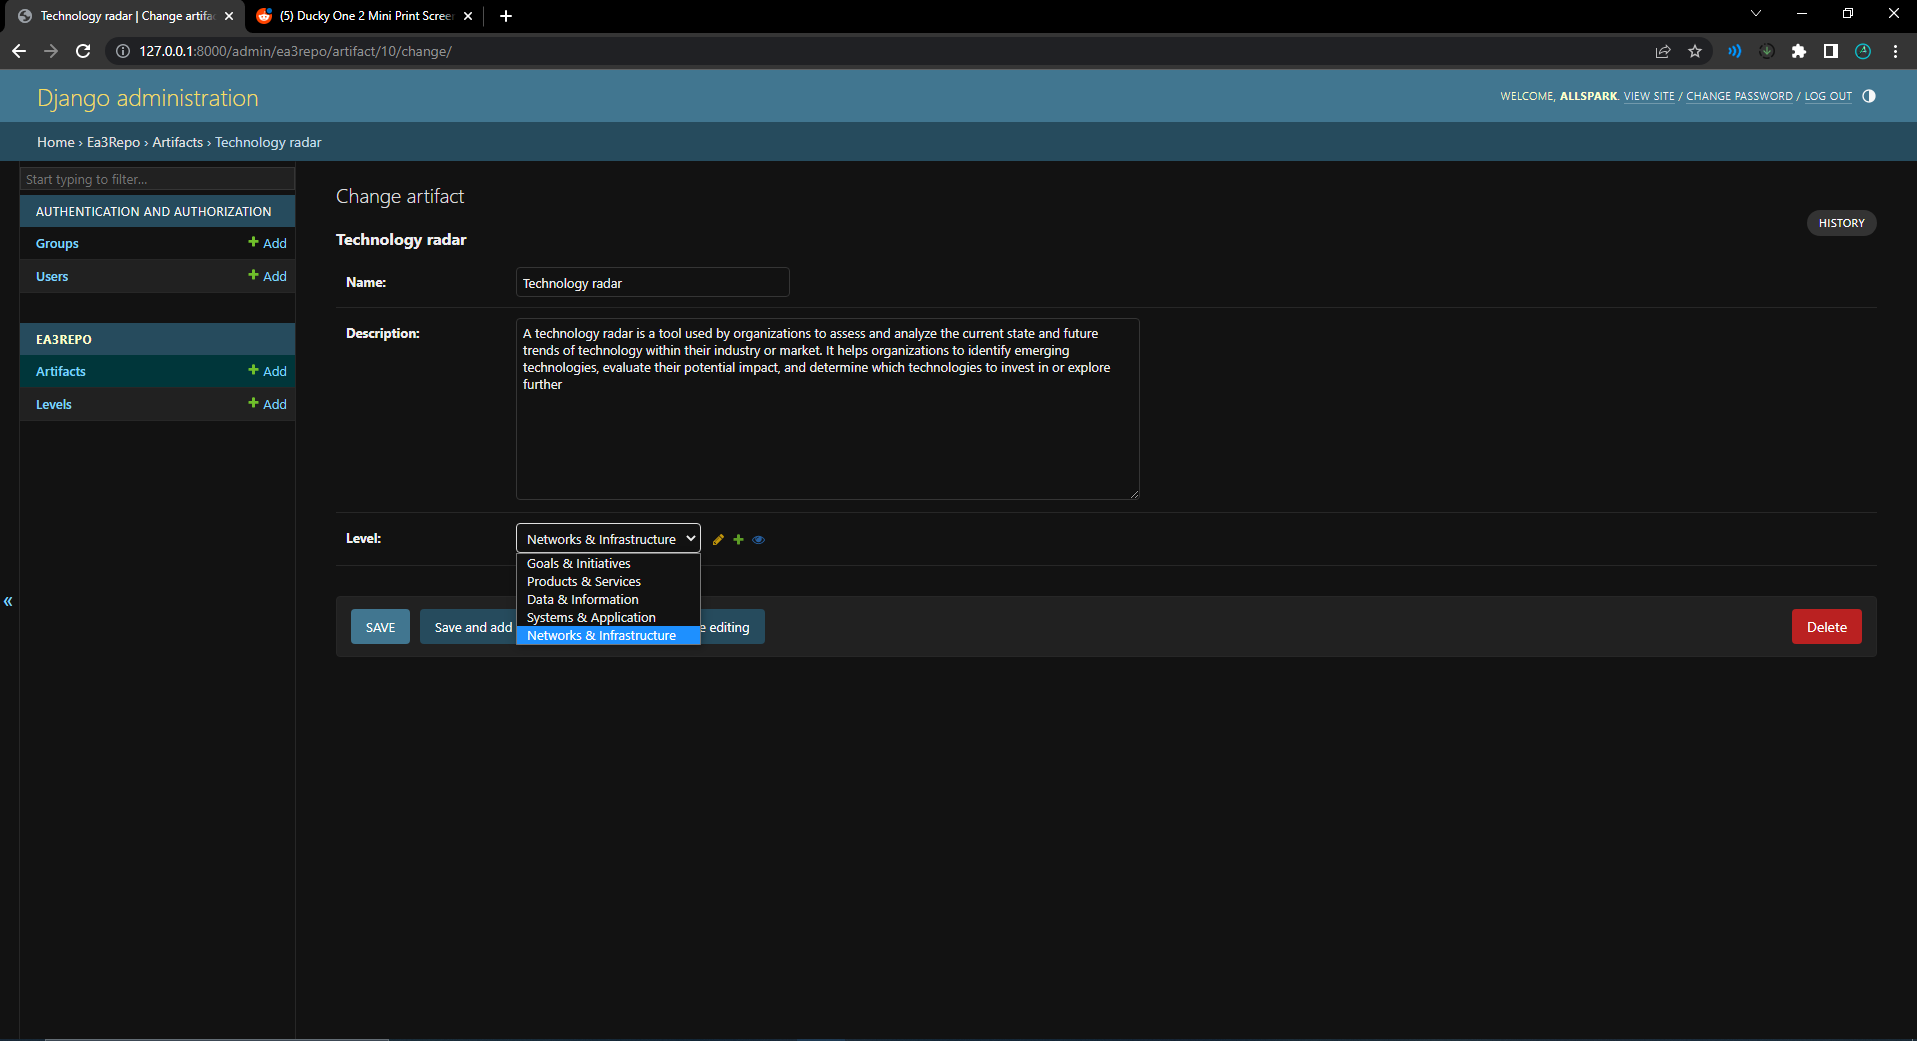 Technology radar | Change artifac
(5) Ducky One 2 Mini Print Screen
127.0.0.1:8000/admin/ea3repo/artifact/10/change/
Django administration
WELCOME, ALLSPARK. VIEW SITE / CHANGE PASSWORD / LOG OUT
Home › Ea3Repo › Artifacts › Technology radar
Start typing to filter...
AUTHENTICATION AND AUTHORIZATION
Groups + Add
Users + Add
EA3REPO
Artifacts + Add
Levels + Add
«
Change artifact
HISTORY
Technology radar
Name: Technology radar
Description:
A technology radar is a tool used by organizations to assess and analyze the current state and future
trends of technology within their industry or market. It helps organizations to identify emerging
technologies, evaluate their potential impact, and determine which technologies to invest in or explore
further
Level: Networks & Infrastructure
Goals & Initiatives
Products & Services
Data & Information
Systems & Application
Networks & Infrastructure
SAVE
Save and add
e editing
Delete